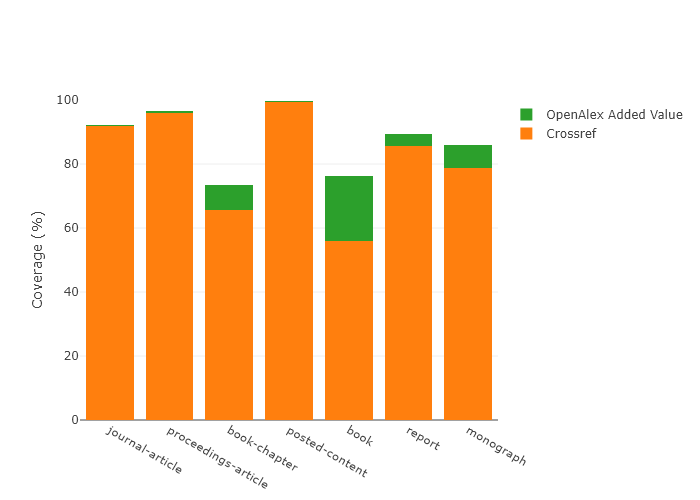 100
80
60
40
20
0
Coverage (%)
journal-article
proceedings-article
book-chapter
posted-content
book
report
monograph
OpenAlex Added Value
Crossref